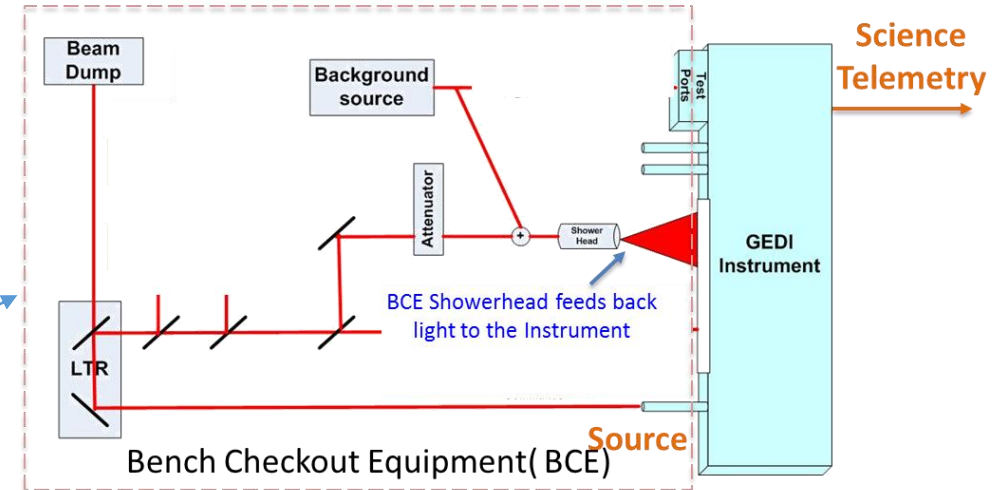 Beam
Dump
Background
source
Attenuator
Shower
Head
Test
Ports
Science
Telemetry
GEDI
Instrument
BCE Showerhead feeds back
light to the Instrument
LTR
Source
Bench Checkout Equipment( BCE)